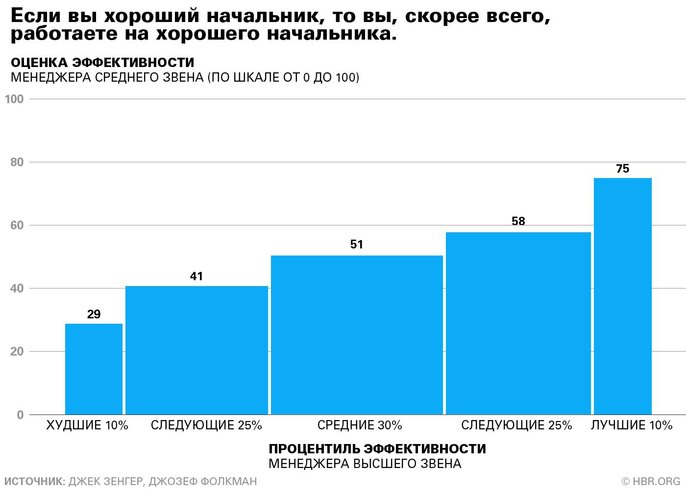 Если вы хороший начальник, то вы, скорее всего,
работаете на хорошего начальника.
ОЦЕНКА ЭФФЕКТИВНОСТИ
МЕНЕДЖЕРА СРЕДНЕГО ЗВЕНА (ПО ШКАЛЕ ОТ 0 ДО 100)
100
80
60
40
20
0
29
41
51
58
75
ХУДШИЕ 10%
СЛЕДУЮЩИЕ 25%
СРЕДНИЕ 30%
СЛЕДУЮЩИЕ 25%
ЛУЧШИЕ 10%
ПРОЦЕНТИЛЬ ЭФФЕКТИВНОСТИ
МЕНЕДЖЕРА ВЫСШЕГО ЗВЕНА
ИСТОЧНИК: ДЖЕК ЗЕНГЕР, ДЖОЗЕФ ФОЛКМАН
© HBR.ORG